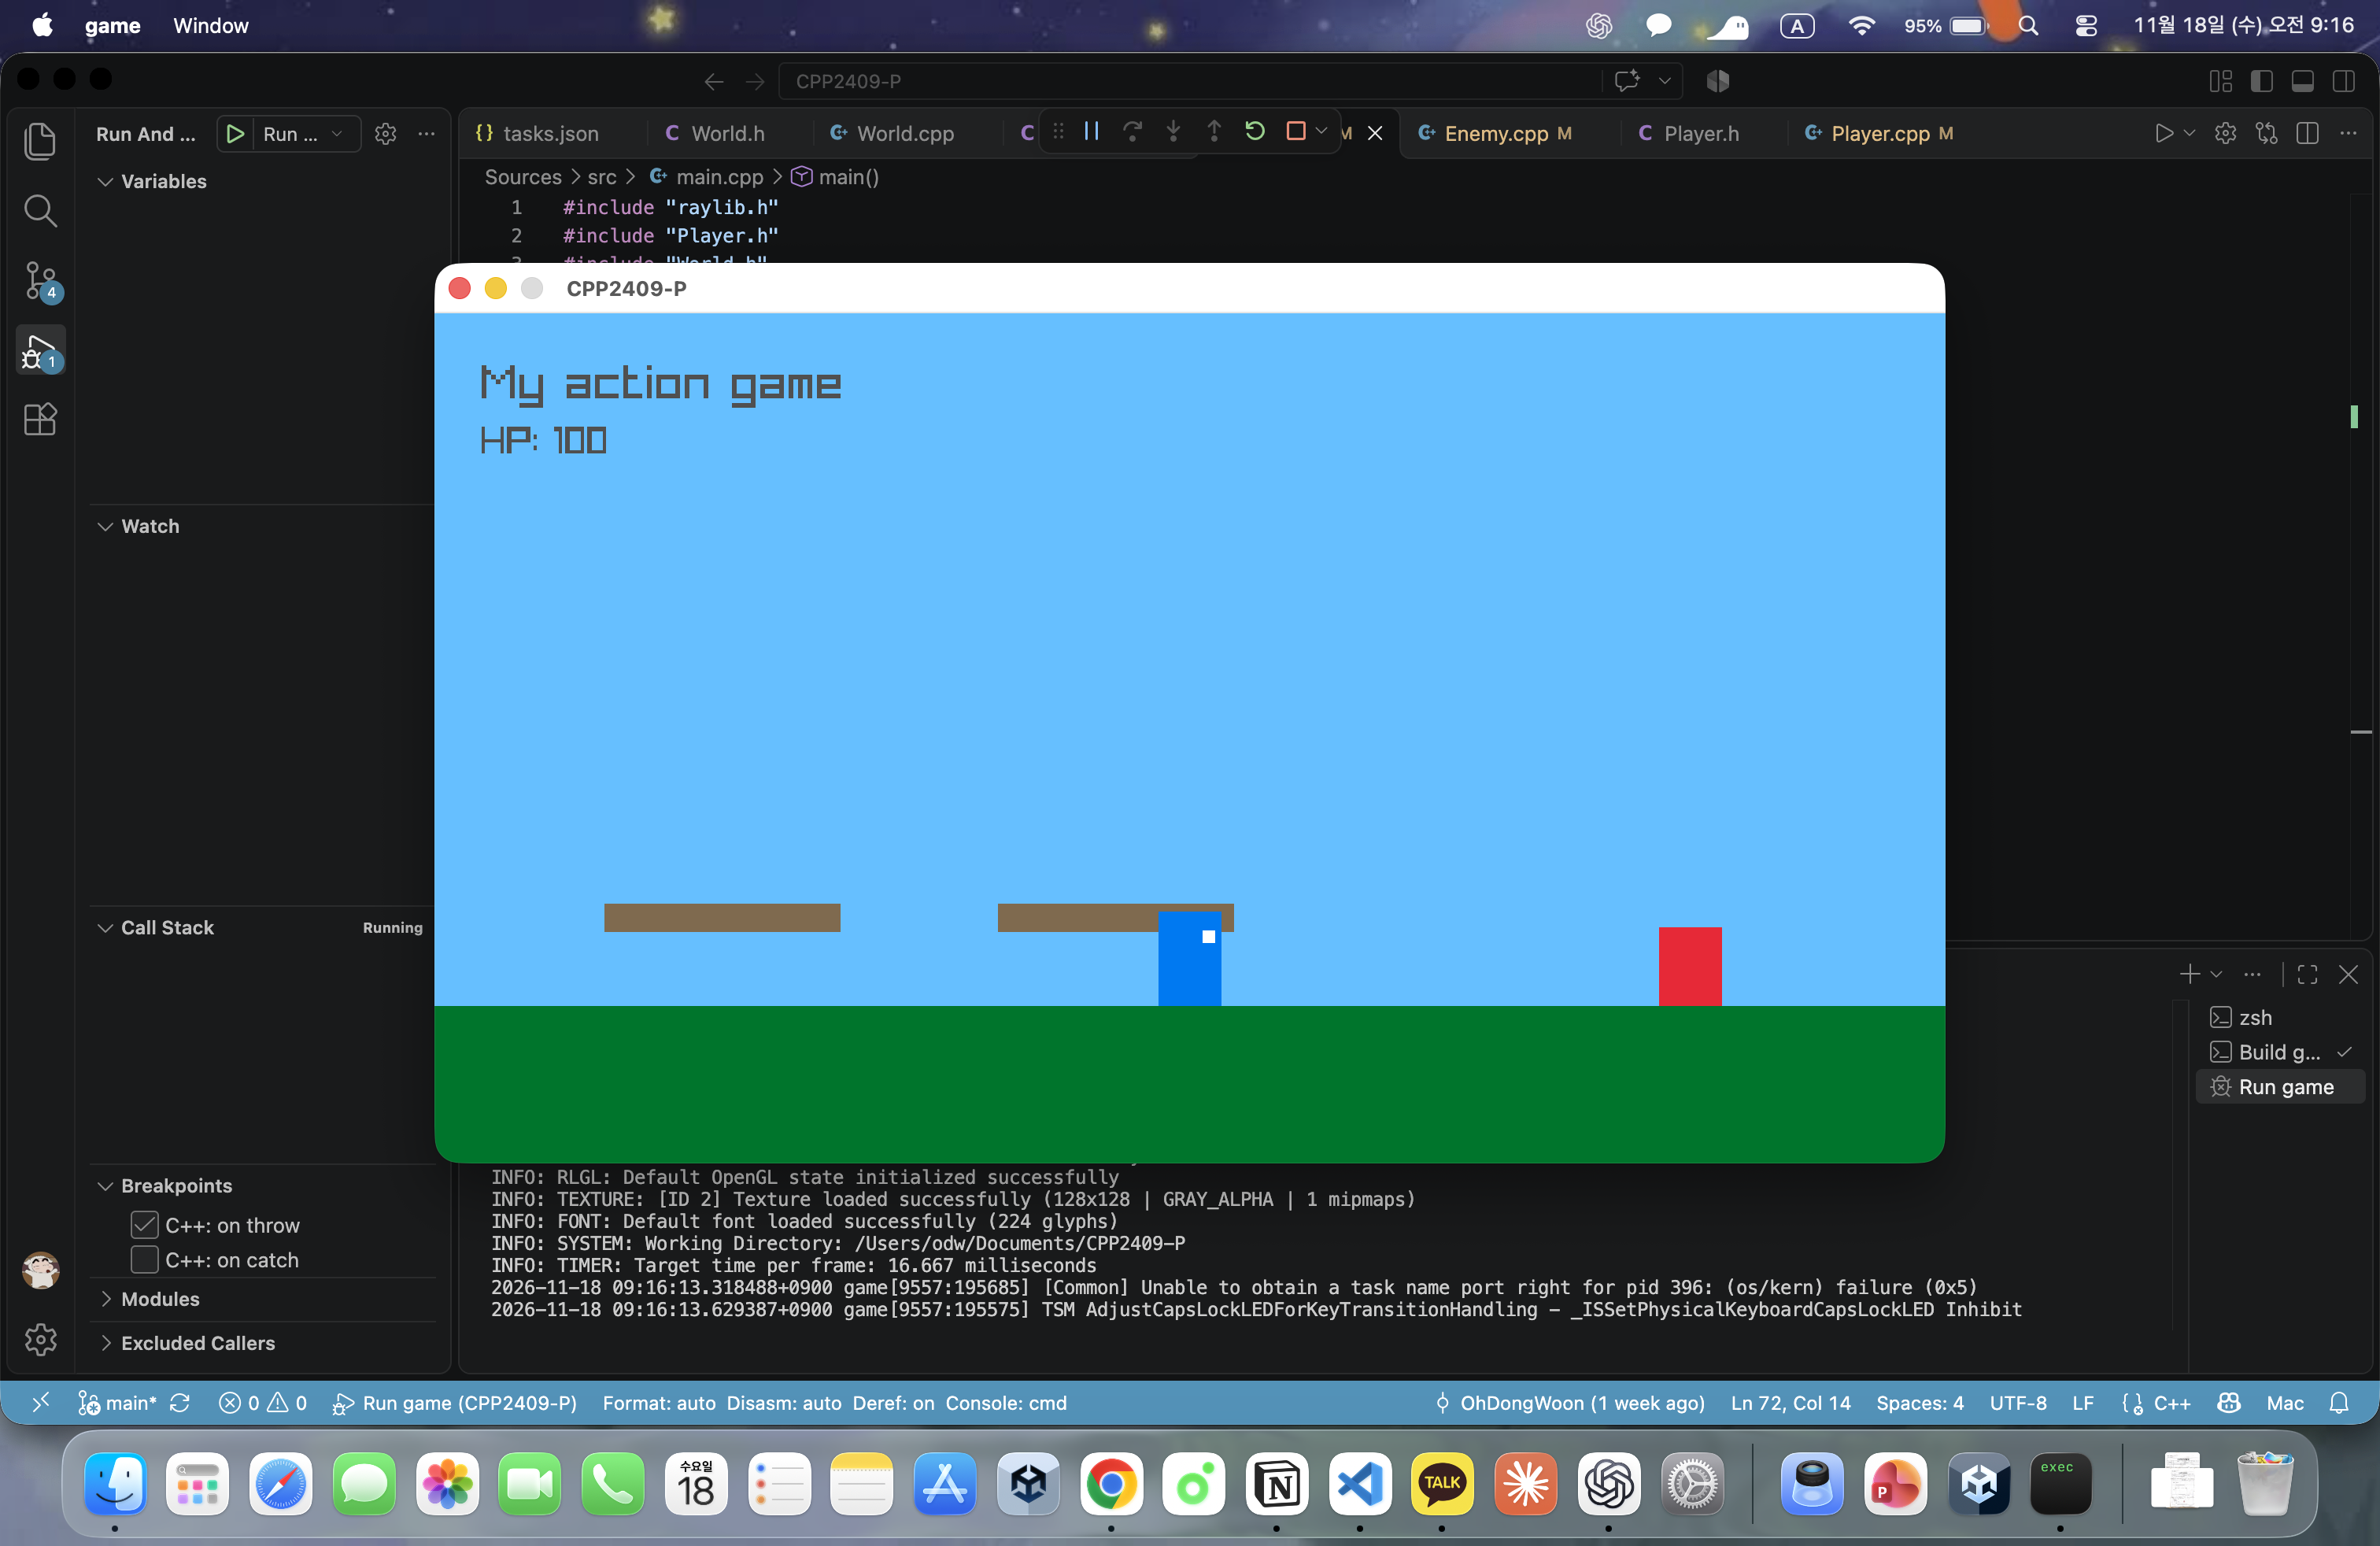 game Window
A
95%
11월 18일 (수) 오전 9:16
CPP2409-P
Run And ...
Run ...
{} tasks.json
C World.h
World.cpp
C
M
Enemy.cpp M
C Player.h
Player.cpp M
Variables
Sources > src > main.cpp > main()
1 #include "raylib.h"
2 #include "Player.h"
3 #include "World.h"
4
1
CPP2409-P
My action game
HP: 100
Watch
Call Stack
Running
zsh
Build g...
Run game
Breakpoints
C++: on throw
C++: on catch
Modules
Excluded Callers
INFO: RLGL: Default OpenGL state initialized successfully
INFO: TEXTURE: [ID 2] Texture loaded successfully (128x128 | GRAY_ALPHA | 1 mipmaps)
INFO: FONT: Default font loaded successfully (224 glyphs)
INFO: SYSTEM: Working Directory: /Users/odw/Documents/CPP2409-P
INFO: TIMER: Target time per frame: 16.667 milliseconds
2026-11-18 09:16:13.318488+0900 game[9557:195685] [Common] Unable to obtain a task name port right for pid 396: (os/kern) failure (0x5)
2026-11-18 09:16:13.629387+0900 game[9557:195575] TSM AdjustCapsLockLEDForKeyTransitionHandling - _ISSetPhysicalKeyboardCapsLockLED Inhibit
main* 0 0 Run game (CPP2409-P) Format: auto Disasm: auto Deref: on Console: cmd
OhDongWoon (1 week ago) Ln 72, Col 14 Spaces: 4 UTF-8 LF {} C++ Mac
수요일
18
N
TALK
P
exec